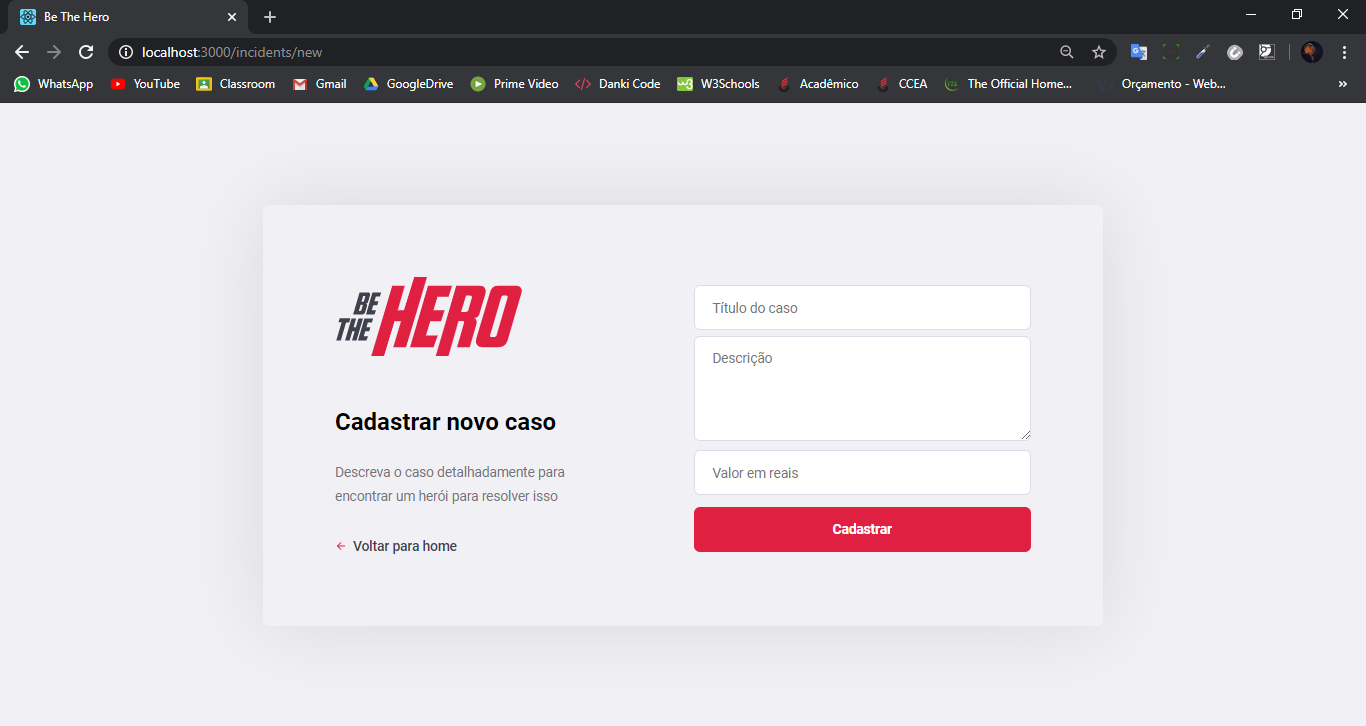 Be The Hero
localhost:3000/incidents/new
WhatsApp YouTube Classroom Gmail GoogleDrive Prime Video Danki Code W3Schools Acadêmico CCEA The Official Home... Orçamento - Web... »
BE
THE HERO
Cadastrar novo caso
Descreva o caso detalhadamente para
encontrar um herói para resolver isso
Voltar para home
Título do caso
Descrição
Valor em reais
Cadastrar